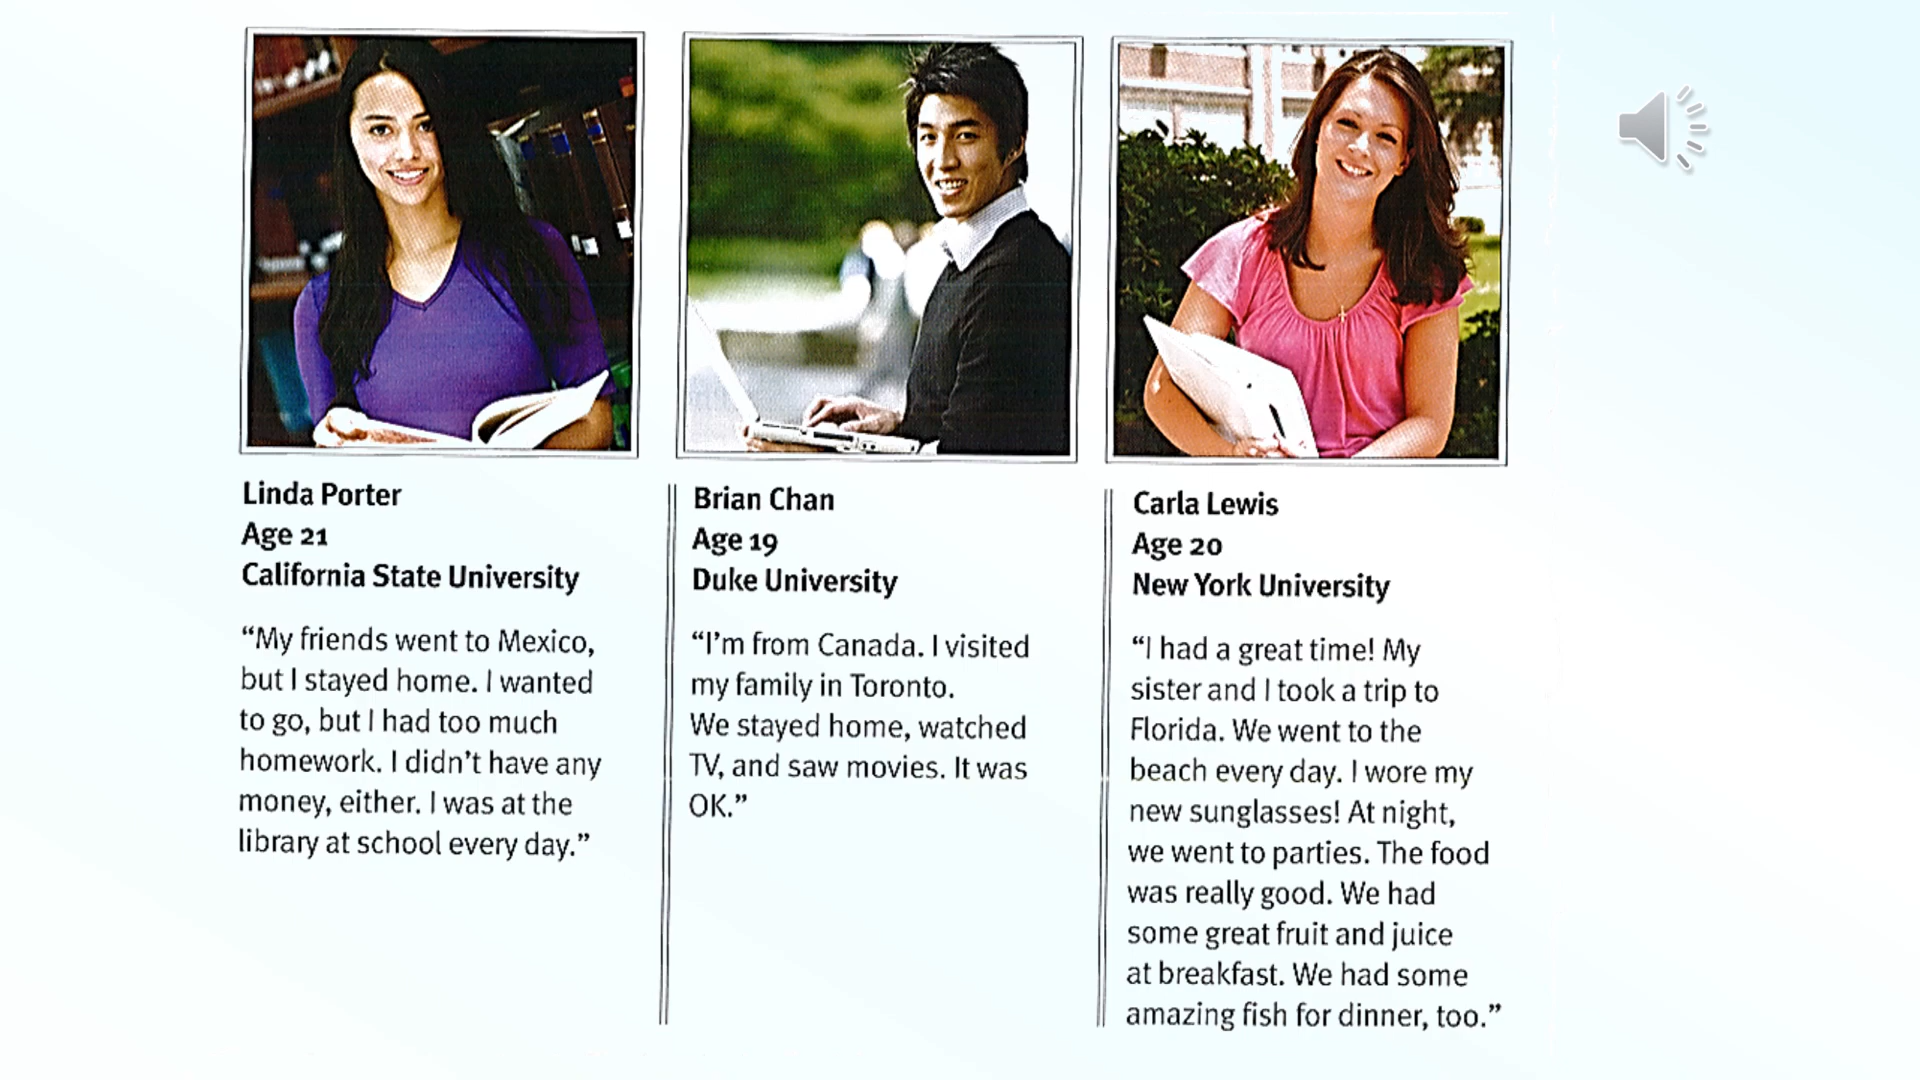 Linda Porter
Age 21
California State University
“My friends went to Mexico,
but I stayed home. I wanted
to go, but I had too much
homework. I didn’t have any
money, either. I was at the
library at school every day.”
Brian Chan
Age 19
Duke University
“I’m from Canada. I visited
my family in Toronto.
We stayed home, watched
TV, and saw movies. It was
OK.”
Carla Lewis
Age 20
New York University
“I had a great time! My
sister and I took a trip to
Florida. We went to the
beach every day. I wore my
new sunglasses! At night,
we went to parties. The food
was really good. We had
some great fruit and juice
at breakfast. We had some
amazing fish for dinner, too.”